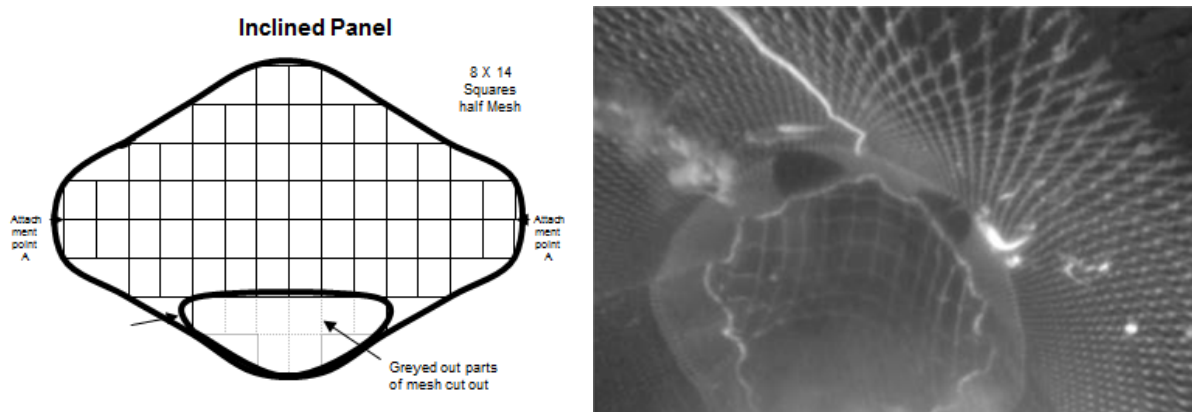 Inclined Panel
8 X 14
Squares
half Mesh
Attach
ment
point
A
Attach
ment
point
A
Greyed out parts
of mesh cut out